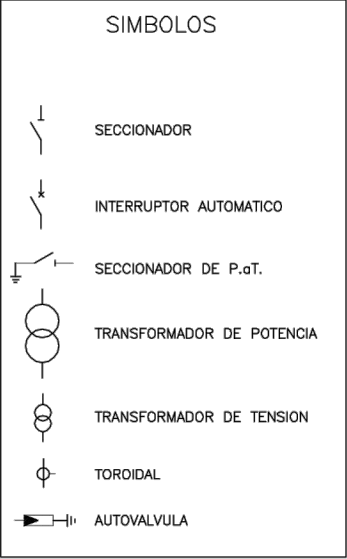 SIMBOLOS
SECCIONADOR
INTERRUPTOR AUTOMATICO
SECCIONADOR DE P.aT.
TRANSFORMADOR DE POTENCIA
TRANSFORMADOR DE TENSION
TOROIDAL
AUTOVALVULA